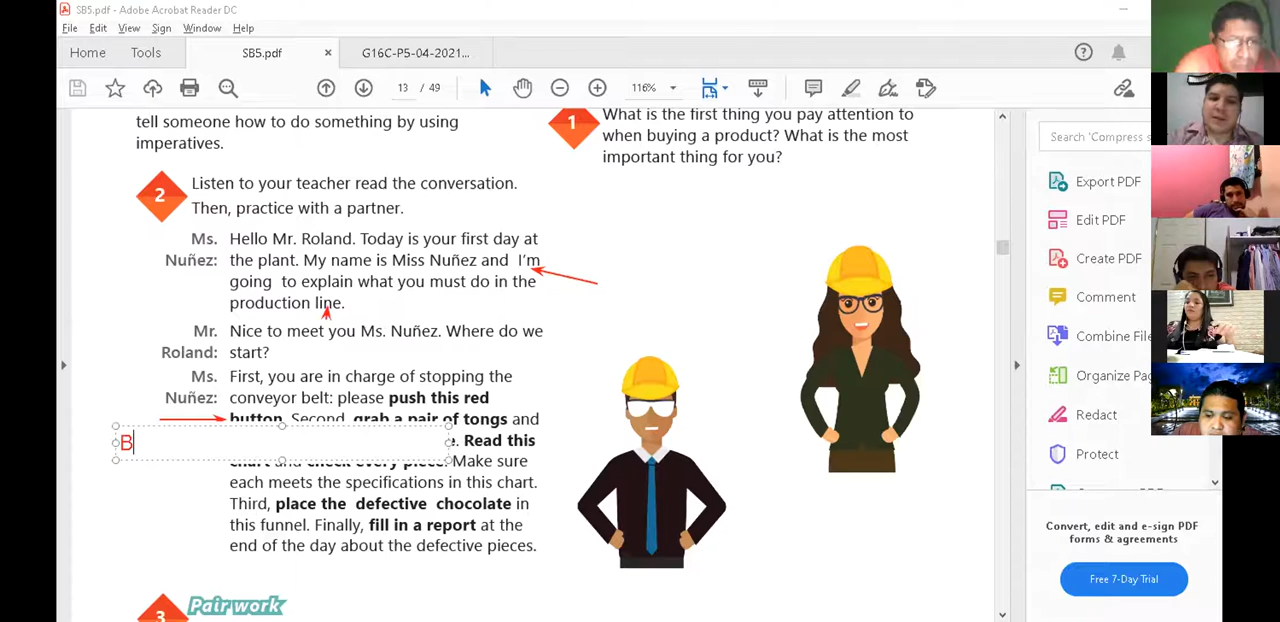 SB5.pdf - Adobe Acrobat Reader DC
File Edit View Sign Window Help
Home Tools SB5.pdf × G16C-P5-04-2021...
13 / 49 116%
tell someone how to do something by using
imperatives.
2 Listen to your teacher read the conversation.
Then, practice with a partner.
Ms. Hello Mr. Roland. Today is your first day at
Nuñez: the plant. My name is Miss Nuñez and I'm
going to explain what you must do in the
production line.
Mr. Nice to meet you Ms. Nuñez. Where do we
Roland: start?
Ms. First, you are in charge of stopping the
Nuñez: conveyor belt: please push this red
button. Second, grab a pair of tongs and
B e. Read this
chart and check every piece. Make sure
each meets the specifications in this chart.
Third, place the defective chocolate in
this funnel. Finally, fill in a report at the
end of the day about the defective pieces.
3 Pair work
1 What is the first thing you pay attention to
when buying a product? What is the most
important thing for you?
Search 'Compress
Export PDF
Edit PDF
Create PDF
Comment
Combine File
Organize Pag
Redact
Protect
Convert, edit and e-sign PDF
forms & agreements
Free 7-Day Trial